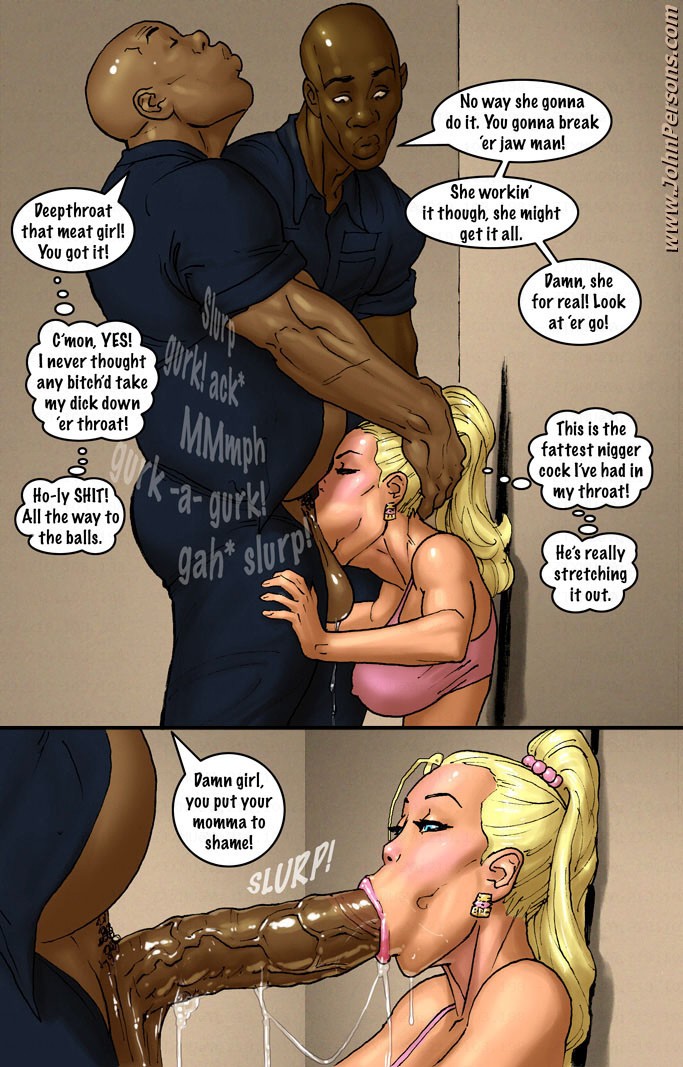 www.JohnPersons.com
No way she gonna
do it. You gonna break
'er jaw man!
She workin'
it though, she might
get it all.
Damn, she
for real! Look
at 'er go!
Deepthroat
that meat girl!
You got it!
C'mon, YES!
I never thought
any bitch'd take
my dick down
'er throat!
Ho-ly SHIT!
All the way to
the balls.
Slurp
gurk! ack*
MMmph
gurk -a- gurk!
gah* slurp!
This is the
fattest nigger
cock I've had in
my throat!
He's really
stretching
it out.
Damn girl,
you put your
momma to
shame!
SLURP!